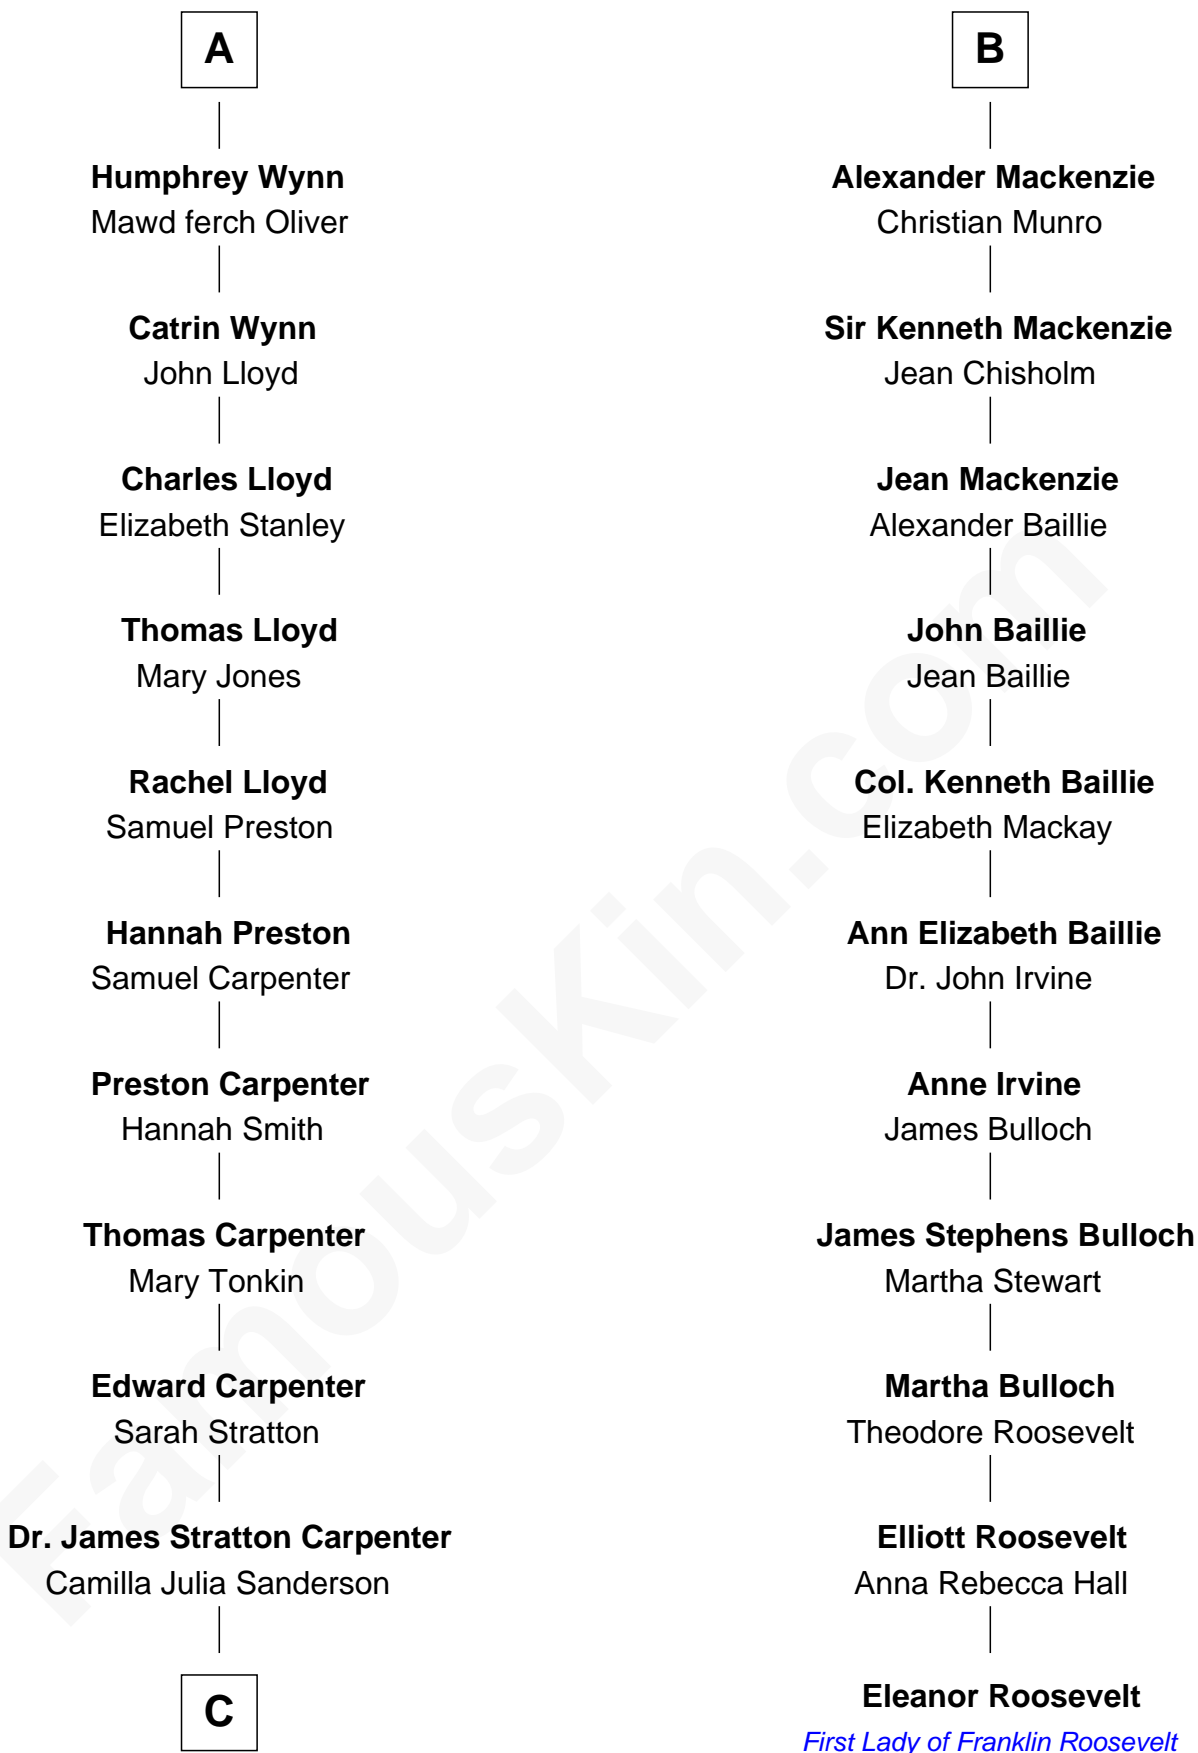 A
Humphrey Wynn
Mawd ferch Oliver
Catrin Wynn
John Lloyd
Charles Lloyd
Elizabeth Stanley
Thomas Lloyd
Mary Jones
Rachel Lloyd
Samuel Preston
Hannah Preston
Samuel Carpenter
Preston Carpenter
Hannah Smith
Thomas Carpenter
Mary Tonkin
Edward Carpenter
Sarah Stratton
Dr. James Stratton Carpenter
Camilla Julia Sanderson
C
B
Alexander Mackenzie
Christian Munro
Sir Kenneth Mackenzie
Jean Chisholm
Jean Mackenzie
Alexander Baillie
John Baillie
Jean Baillie
Col. Kenneth Baillie
Elizabeth Mackay
Ann Elizabeth Baillie
Dr. John Irvine
Anne Irvine
James Bulloch
James Stephens Bulloch
Martha Stewart
Martha Bulloch
Theodore Roosevelt
Elliott Roosevelt
Anna Rebecca Hall
Eleanor Roosevelt
First Lady of Franklin Roosevelt
FamousKin.com